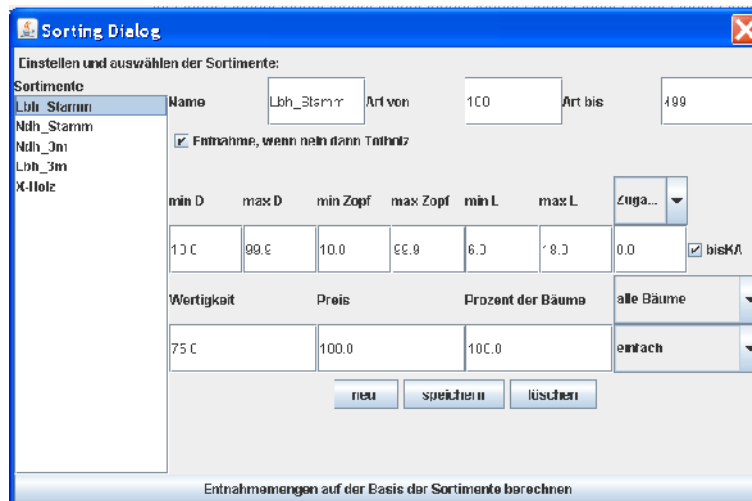 Sorting Dialog
Einstellen und auswählen der Sortimente:
Sortimente
Lbh_Stamm
Ndh_Stamm
Ndh_3m
Lbh_3m
X-Holz
Name Lbh_Stamm Art von 100 Art bis 499
Entnahme, wenn nein dann Totholz
min D max D min Zopf max Zopf min L max L Zuga...
10.0 99.9 10.0 99.9 6.0 18.0 0.0 bisKA
Wertigkeit Preis Prozent der Bäume alle Bäume
75.0 100.0 100.0 einfach
neu speichern löschen
Entnahmemengen auf der Basis der Sortimente berechnen